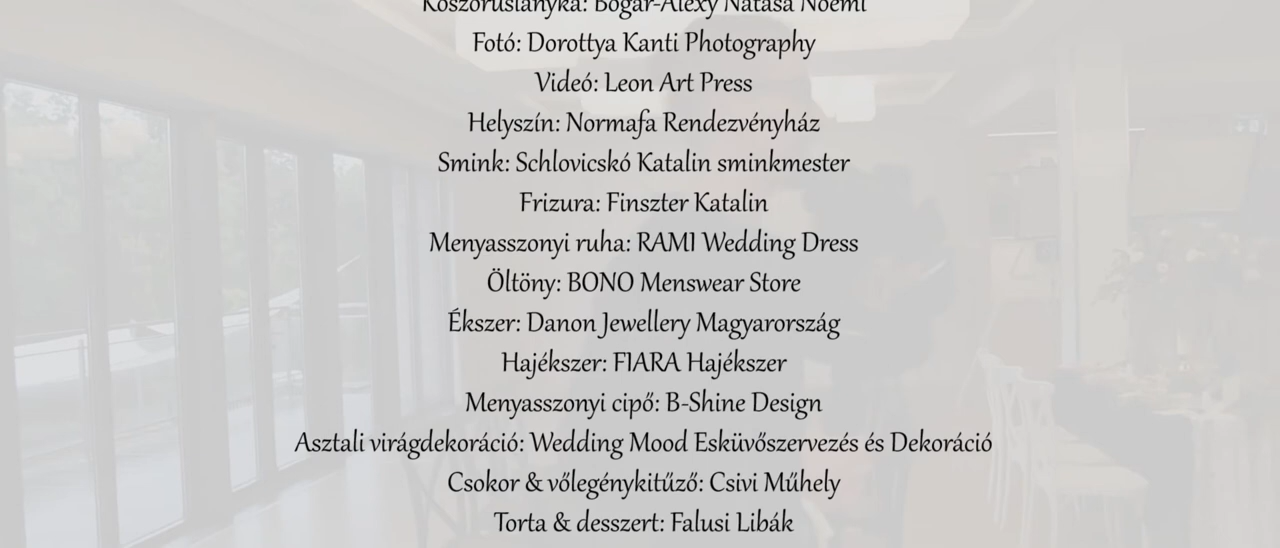 Koszorúslányka: Bogár-Alexy Natasa Noémi
Fotó: Dorottya Kanti Photography
Videó: Leon Art Press
Helyszín: Normafa Rendezvényház
Smink: Schlovicskó Katalin sminkmester
Frizura: Finszter Katalin
Menyasszonyi ruha: RAMI Wedding Dress
Öltöny: BONO Menswear Store
Ékszer: Danon Jewellery Magyarország
Hajékszer: FIARA Hajékszer
Menyasszonyi cipő: B-Shine Design
Asztali virágdekoráció: Wedding Mood Esküvőszervezés és Dekoráció
Csokor & vőlegénykitűző: Csivi Műhely
Torta & desszert: Falusi Libák